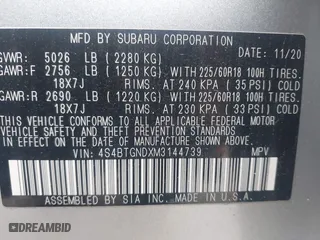 MFD BY SUBARU CORPORATION
GVWR: 5026 LB (2280 KG) DATE: 11/20
GAWR:F 2756 LB (1250 KG) WITH 225/60R18 100H TIRES,
18X7J RIMS. AT 240 KPA (35 PSI) COLD
GAWR:R 2690 LB (1220 KG) WITH 225/60R18 100H TIRES,
18X7J RIMS. AT 230 KPA (33 PSI) COLD
THIS VEHICLE CONFORMS TO ALL APPLICABLE
FEDERAL MOTOR VEHICLE SAFETY, BUMPER, AND
THEFT PREVENTION STANDARDS IN EFFECT ON THE
DATE OF MANUFACTURE SHOWN ABOVE.
VIN: 4S4BTGNDXM3144739 MPV
ASSEMBLED BY SIA INC. MADE IN U.S.A.
DREAMBID